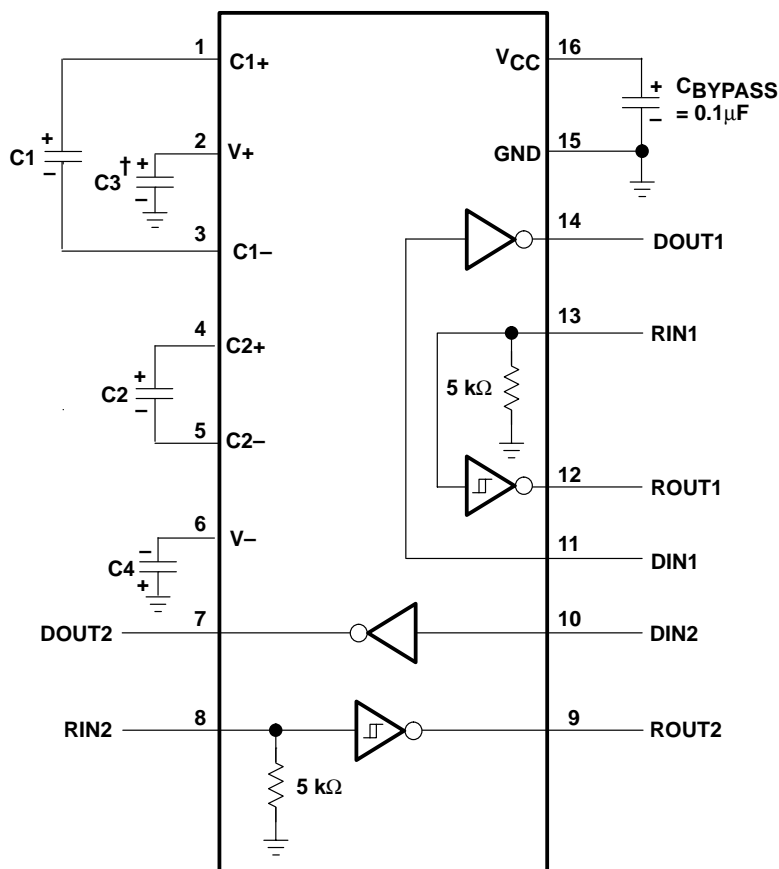 1
C1+
VCC
16
+
CBYPASS
= 0.1µF
–
2
V+
GND
15
C1
+
–
C3†
+
–
3
C1–
14
DOUT1
4
C2+
13
RIN1
C2
+
–
5 kΩ
5
C2–
12
ROUT1
6
V–
11
DIN1
C4
–
+
DOUT2
7
10
DIN2
RIN2
8
9
ROUT2
5 kΩ